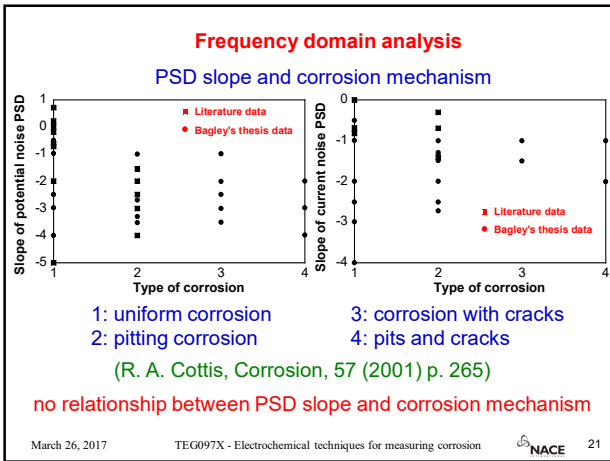 Frequency domain analysis
PSD slope and corrosion mechanism
Slope of potential noise PSD
1
0
-1
-2
-3
-4
-5
Literature data
Bagley's thesis data
1 2 3 4
Type of corrosion
Slope of current noise PSD
0
-1
-2
-3
-4
Literature data
Bagley's thesis data
1 2 3 4
Type of corrosion
1: uniform corrosion
2: pitting corrosion
3: corrosion with cracks
4: pits and cracks
(R. A. Cottis, Corrosion, 57 (2001) p. 265)
no relationship between PSD slope and corrosion mechanism
March 26, 2017 TEG097X - Electrochemical techniques for measuring corrosion NACE 21